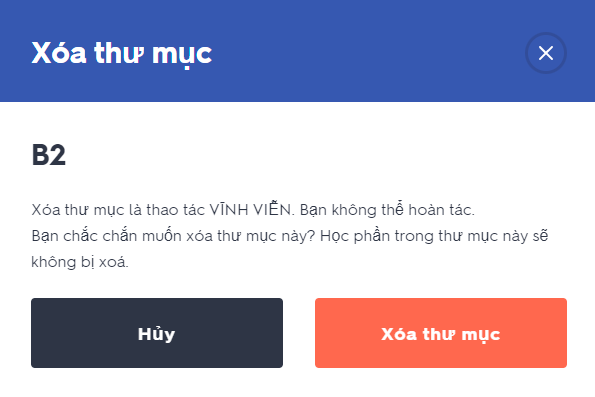 Xóa thư mục
B2
Xóa thư mục là thao tác VĨNH VIỄN. Bạn không thể hoàn tác.
Bạn chắc chắn muốn xóa thư mục này? Học phần trong thư mục này sẽ
không bị xoá.
Hủy
Xóa thư mục